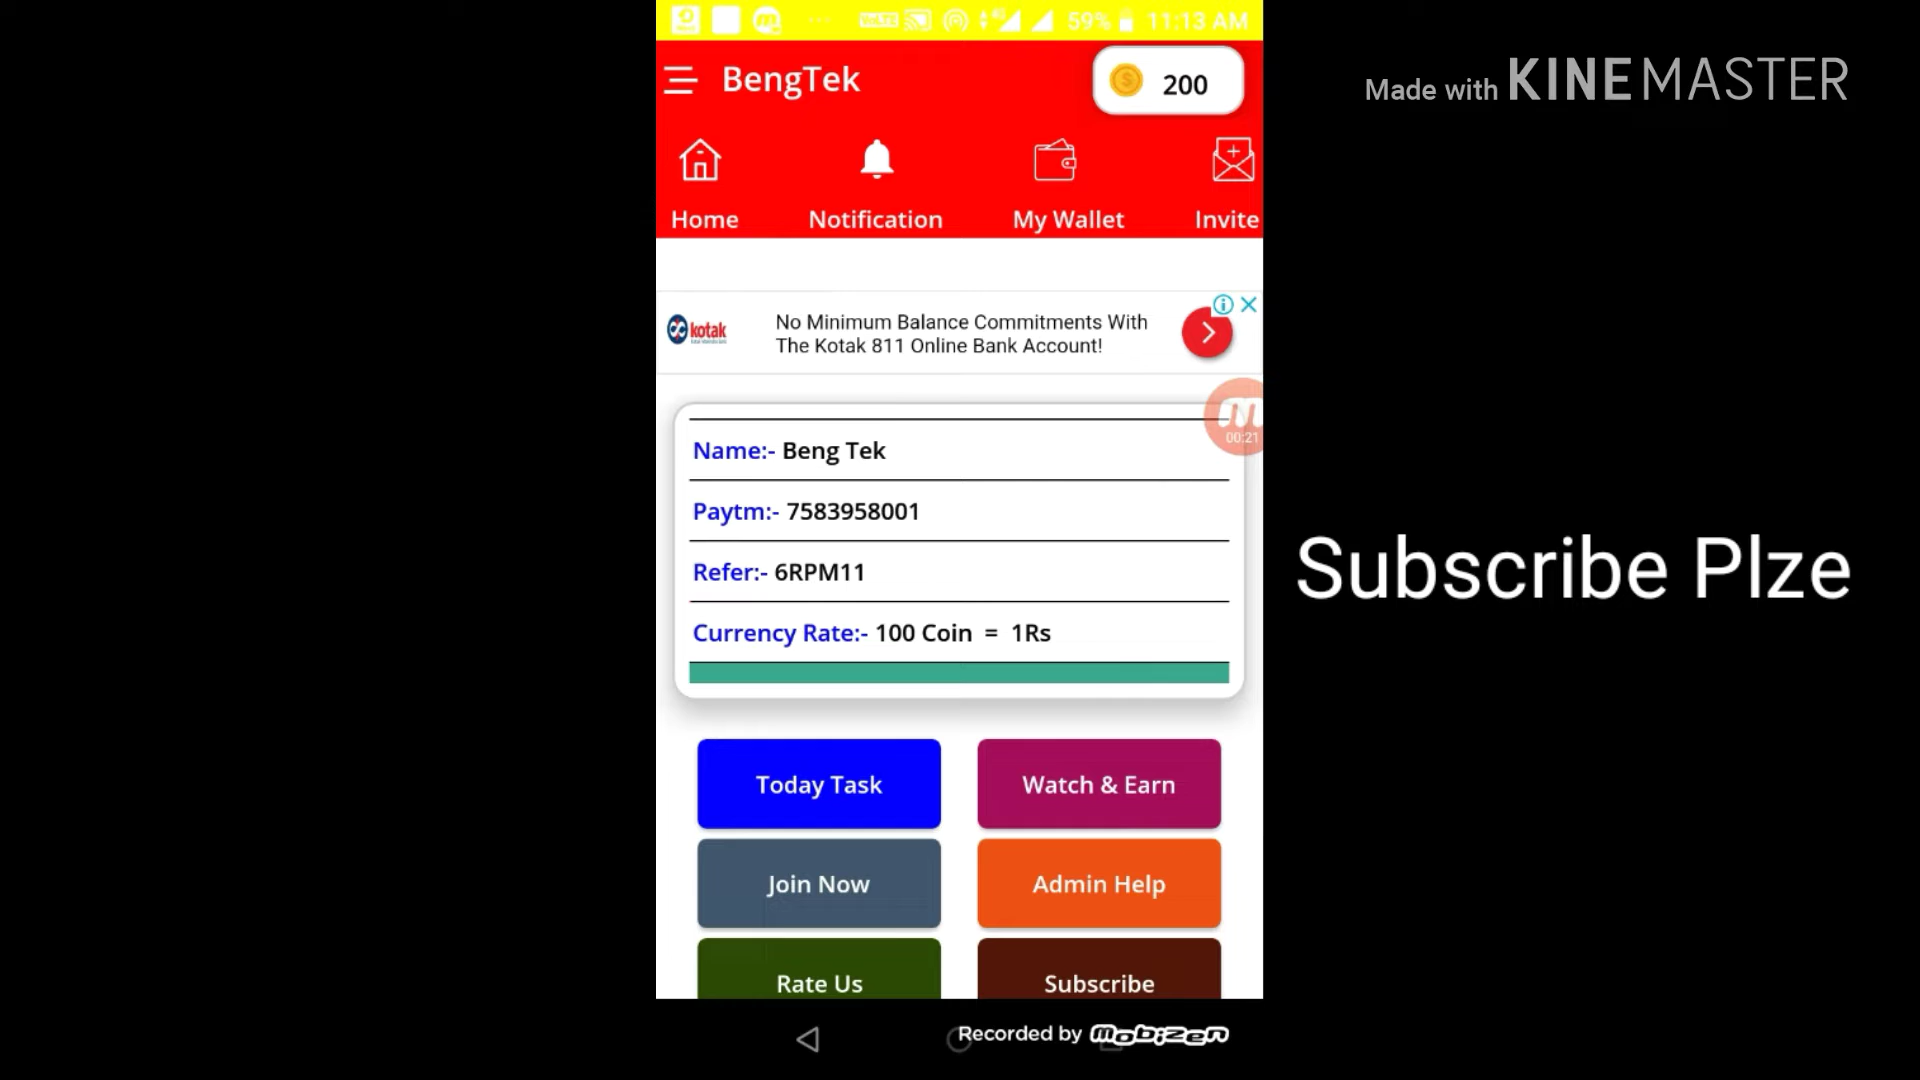 VoLTE 4G 59% 11:13 AM
BengTek 200
Made with KINEMASTER
Home Notification My Wallet Invite
kotak
No Minimum Balance Commitments With
The Kotak 811 Online Bank Account!
00:21
Name:- Beng Tek
Paytm:- 7583958001
Refer:- 6RPM11
Subscribe Plze
Currency Rate:- 100 Coin = 1Rs
Today Task Watch & Earn
Join Now Admin Help
Rate Us Subscribe
Recorded by mobizen